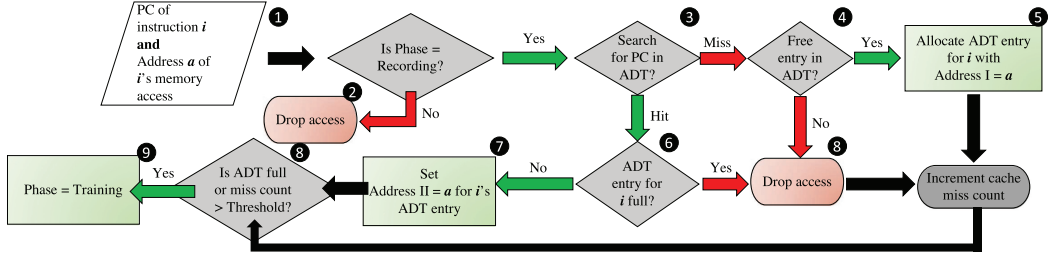 1
PC of
instruction i
and
Address a of
i's memory
access
Is Phase =
Recording?
Yes
3
Search
for PC in
ADT?
Miss
4
Free
entry in
ADT?
Yes
5
Allocate ADT entry
for i with
Address I = a
2
Drop access
No
Hit
No
9
Phase = Training
Yes
8
Is ADT full
or miss count
> Threshold?
7
Set
Address II = a for i's
ADT entry
No
6
ADT
entry for
i full?
Yes
8
Drop access
Increment cache
miss count